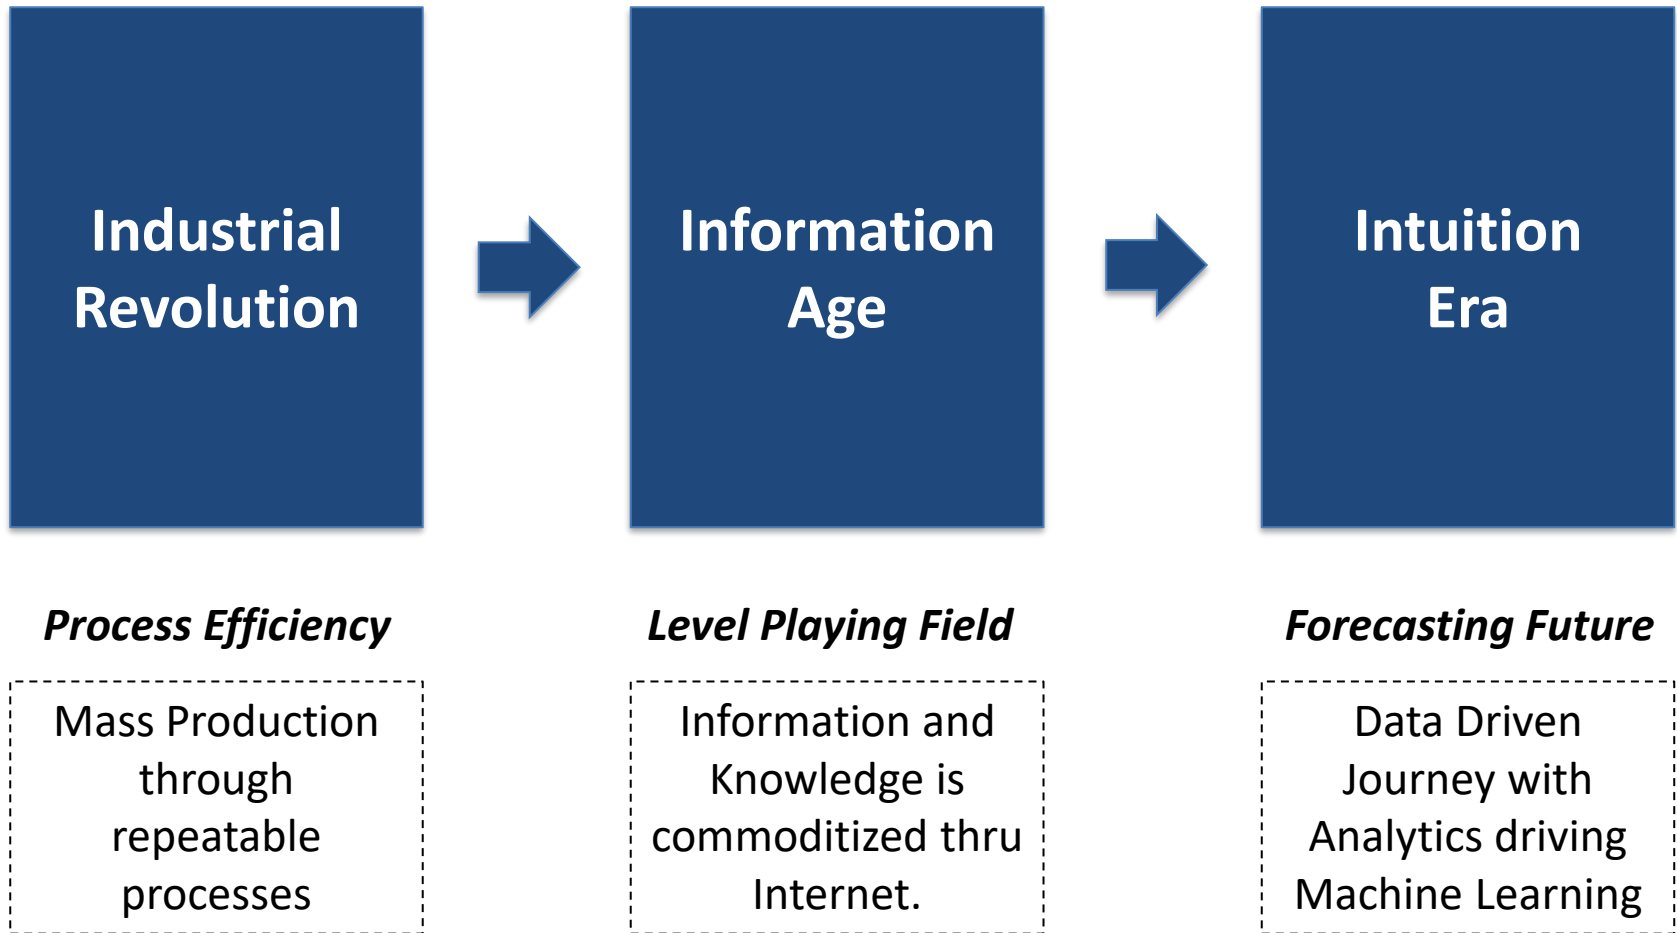 Industrial
Revolution
Information
Age
Intuition
Era
Process Efficiency
Level Playing Field
Forecasting Future
Mass Production
through
repeatable
processes
Information and
Knowledge is
commoditized thru
Internet.
Data Driven
Journey with
Analytics driving
Machine Learning